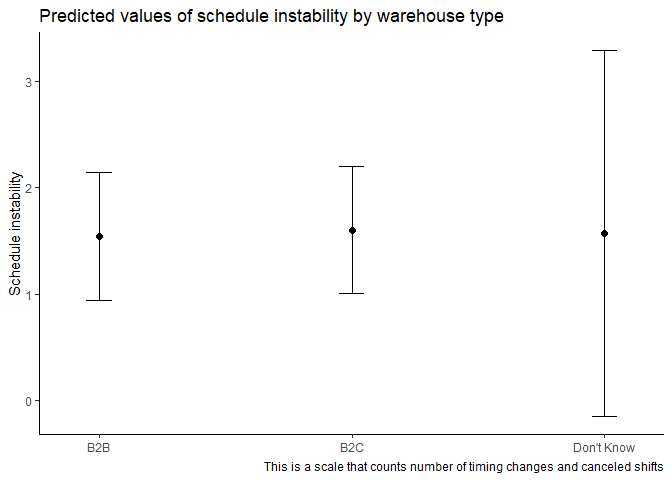 Predicted values of schedule instability by warehouse type
Schedule instability
3
2
1
0
B2B B2C Don't Know
This is a scale that counts number of timing changes and canceled shifts